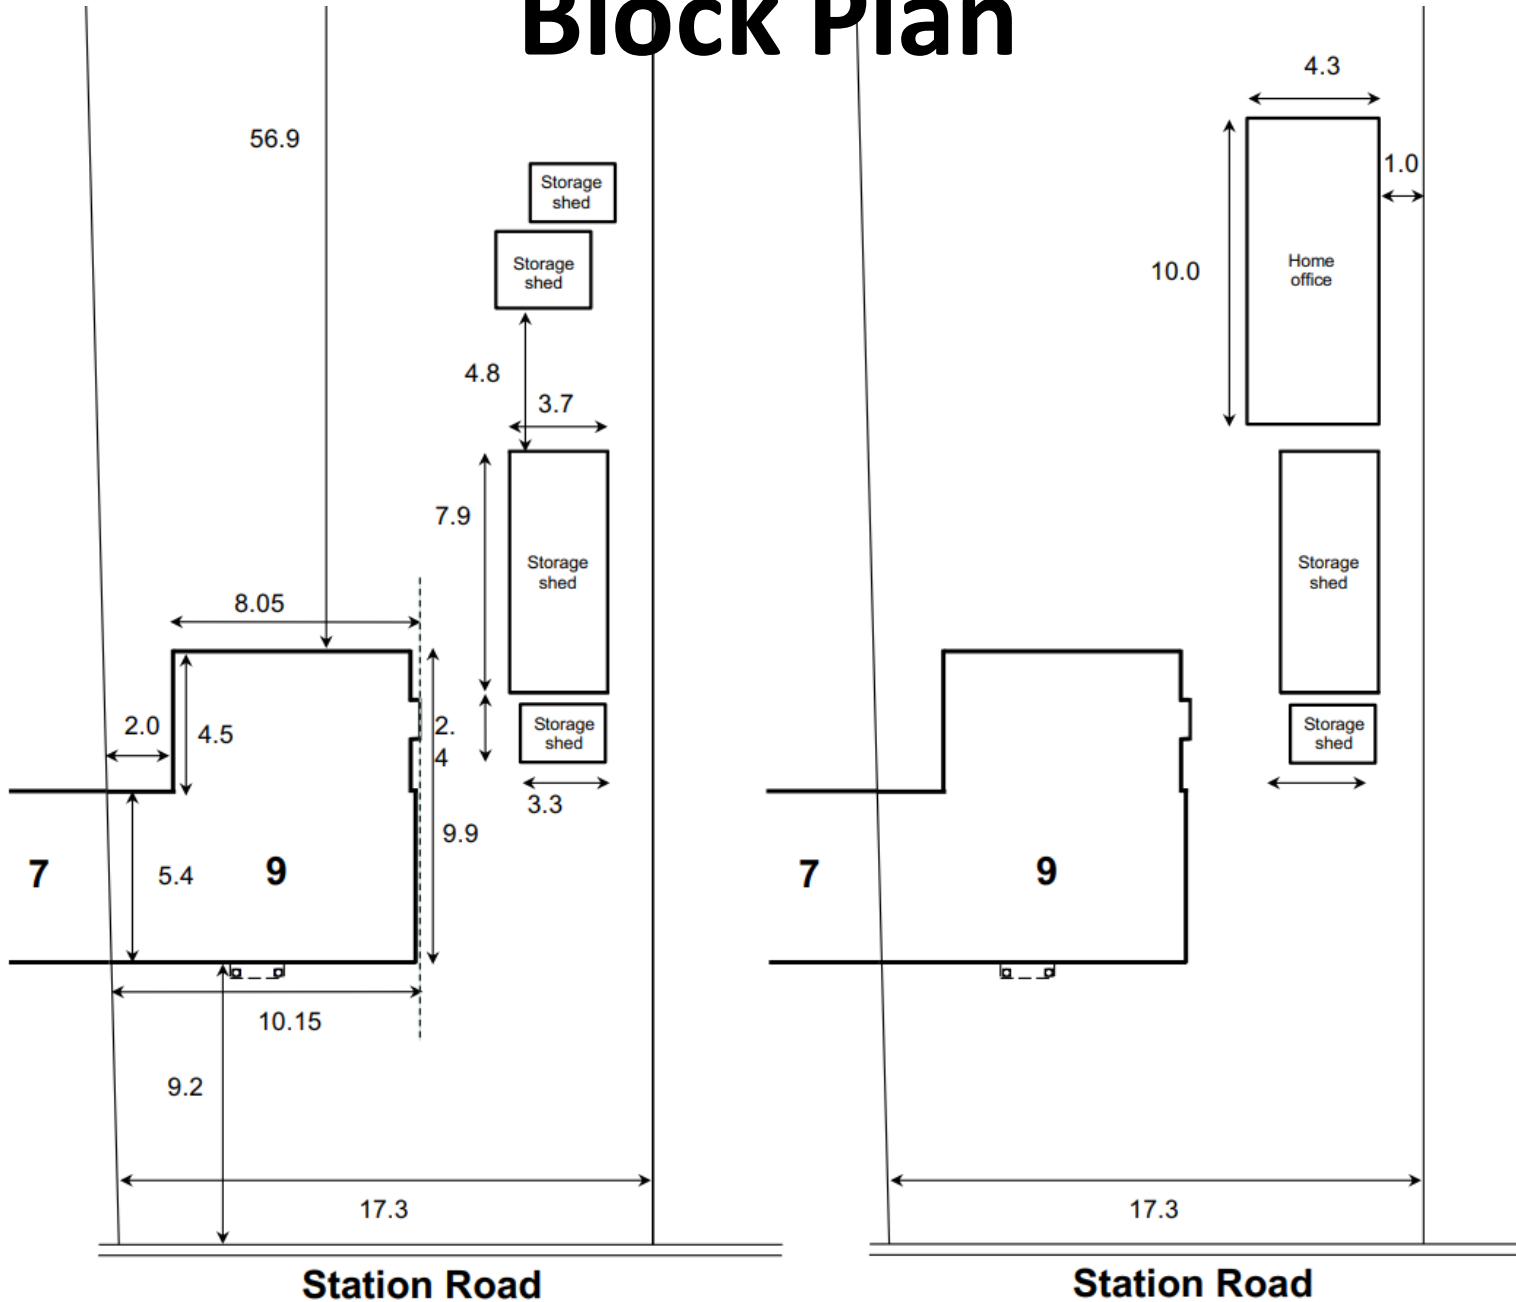 Block Plan
56.9
Storage
shed
Storage
shed
4.8
3.7
7.9
Storage
shed
8.05
2.0
4.5
2.
4
Storage
shed
3.3
9.9
7
5.4
9
10.15
9.2
17.3
Station Road
4.3
1.0
10.0
Home
office
Storage
shed
Storage
shed
7
9
17.3
Station Road